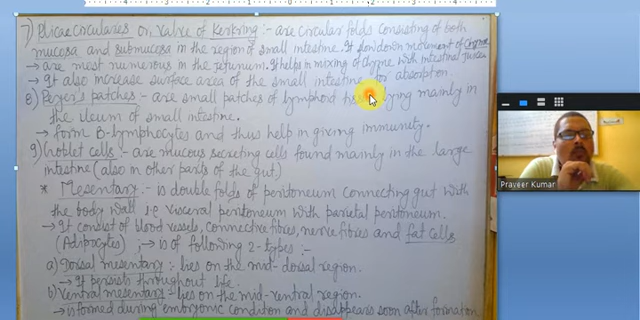 7) Plicae Circulares or, Valve of Kerkring :- are circular folds consisting of both
mucosa and submucosa in the region of small intestine. It slow down movement of chyme
→ are most numerous in the jejunum. It helps in mixing of chyme with intestinal juices
→ It also increase surface area of the small intestine for absorption
8) Peyer's patches :- are small patches of lymphoid lying mainly in
the ileum of small intestine.
→ form B-lymphocytes and thus help in giving immunity.
9) Goblet cells :- are mucous secreting cells found mainly in the large
intestine (also in other parts of the gut)
* Mesentary :- is double folds of peritoneum connecting gut with
the body wall i.e visceral peritoneum with parietal peritoneum.
→ It consist of blood vessels, connective fibres, nerve fibres and fat cells
(Adipocytes) ; → is of following 2-types :-
a) Dorsal mesentary :- lies on the mid-dorsal region.
→ It persists throughout life.
b) Ventral mesentary :- lies on the mid-ventral region.
→ is formed during embryonic condition and disappears soon after formation.
Praveer Kumar